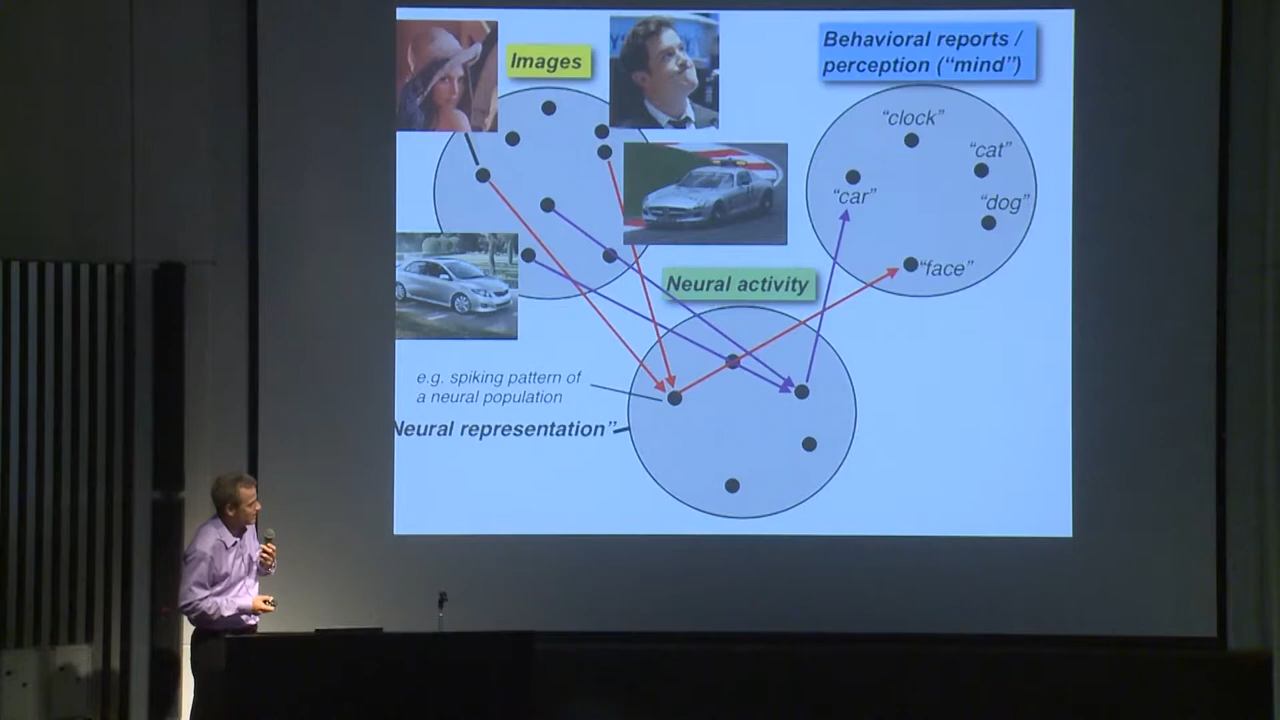 Images
Behavioral reports /
perception (“mind”)
“clock”
“cat”
“car”
“dog”
“face”
Neural activity
e.g. spiking pattern of
a neural population
Neural representation”